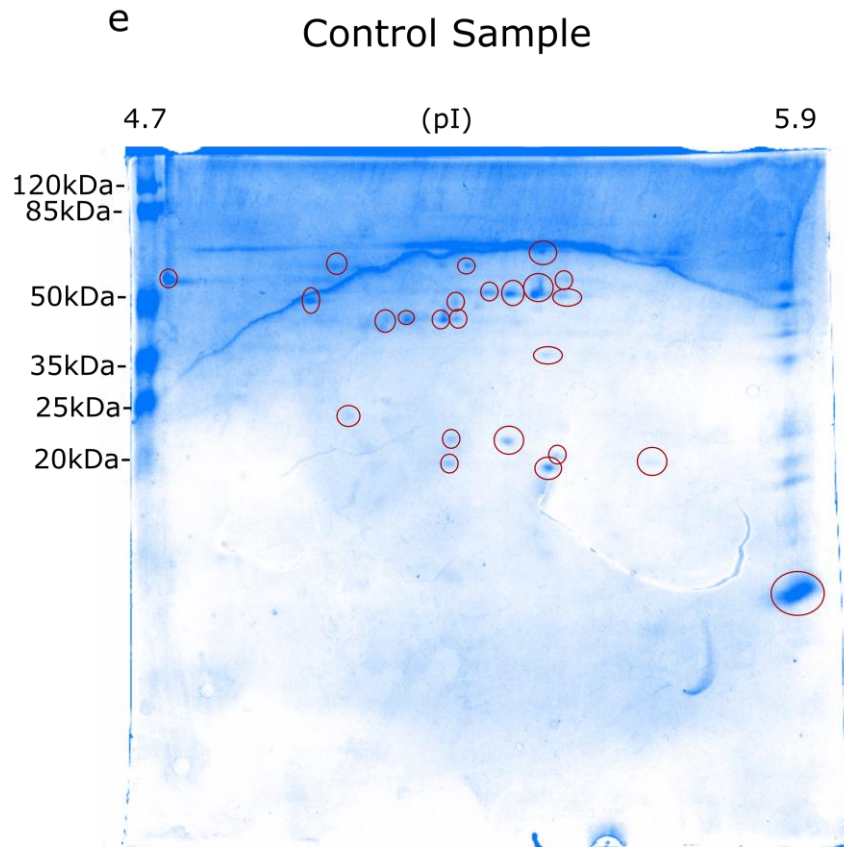 e
Control Sample
4.7 (pI) 5.9
120kDa-
85kDa-
50kDa-
35kDa-
25kDa-
20kDa-